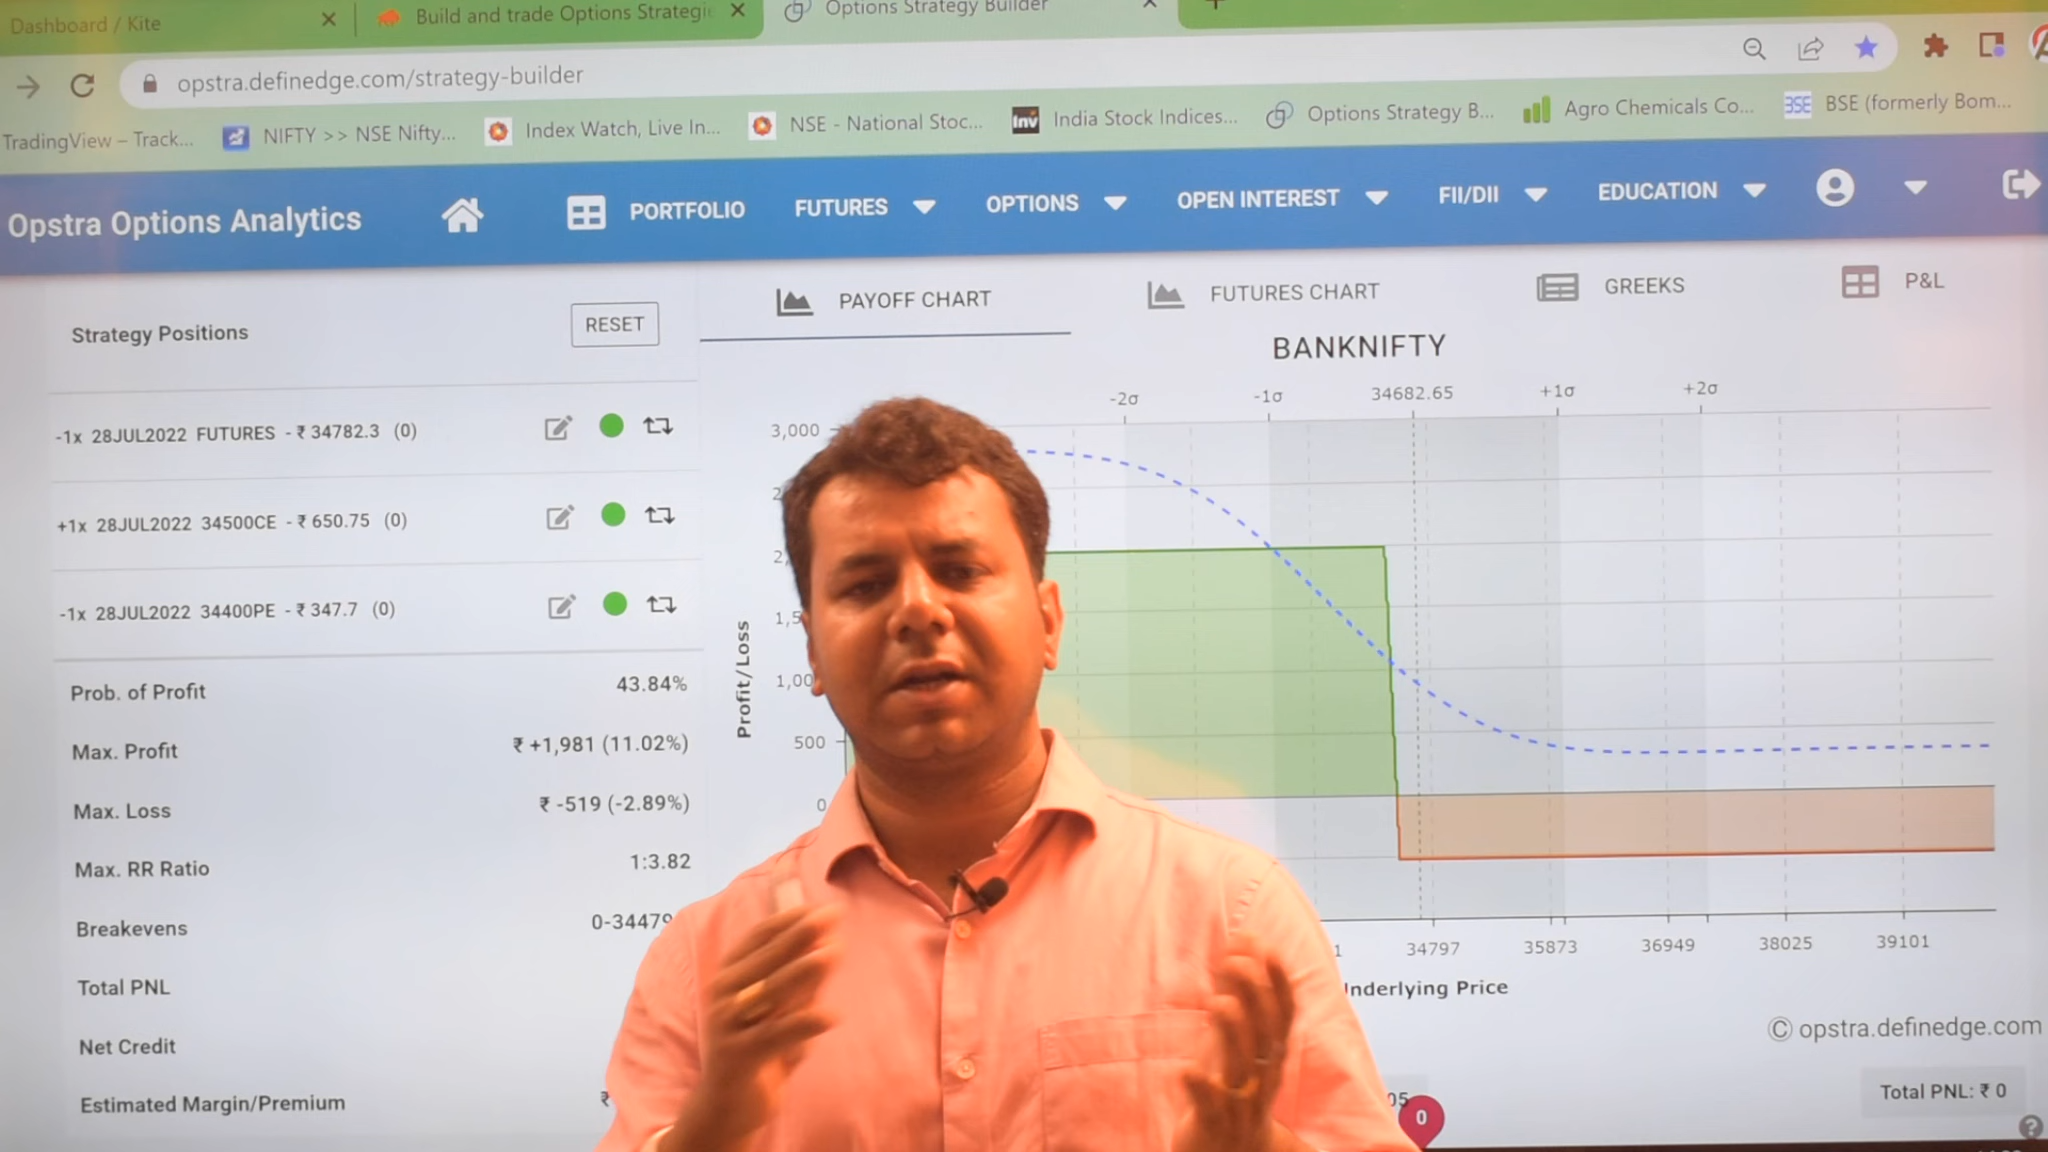 Dashboard / Kite
Build and trade Options Strategi
Options Strategy Builder
opstra.definedge.com/strategy-builder
TradingView – Track...
NIFTY >> NSE Nifty...
Index Watch, Live In...
NSE - National Stoc...
Inv
India Stock Indices...
Options Strategy B...
Agro Chemicals Co...
BSE
BSE (formerly Bom...
Opstra Options Analytics
PORTFOLIO
FUTURES
OPTIONS
OPEN INTEREST
FII/DII
EDUCATION
Strategy Positions
RESET
-1x 28JUL2022 FUTURES - ₹ 34782.3 (0)
+1x 28JUL2022 34500CE - ₹ 650.75 (0)
-1x 28JUL2022 34400PE - ₹ 347.7 (0)
Prob. of Profit 43.84%
Max. Profit ₹ +1,981 (11.02%)
Max. Loss ₹ -519 (-2.89%)
Max. RR Ratio 1:3.82
Breakevens 0-34479
Total PNL
Net Credit
Estimated Margin/Premium ₹
PAYOFF CHART
FUTURES CHART
GREEKS
P&L
BANKNIFTY
-2σ -1σ 34682.65 +1σ +2σ
3,000
500
0
Profit/Loss
34797 35873 36949 38025 39101
Underlying Price
© opstra.definedge.com
05
0
Total PNL: ₹ 0
?